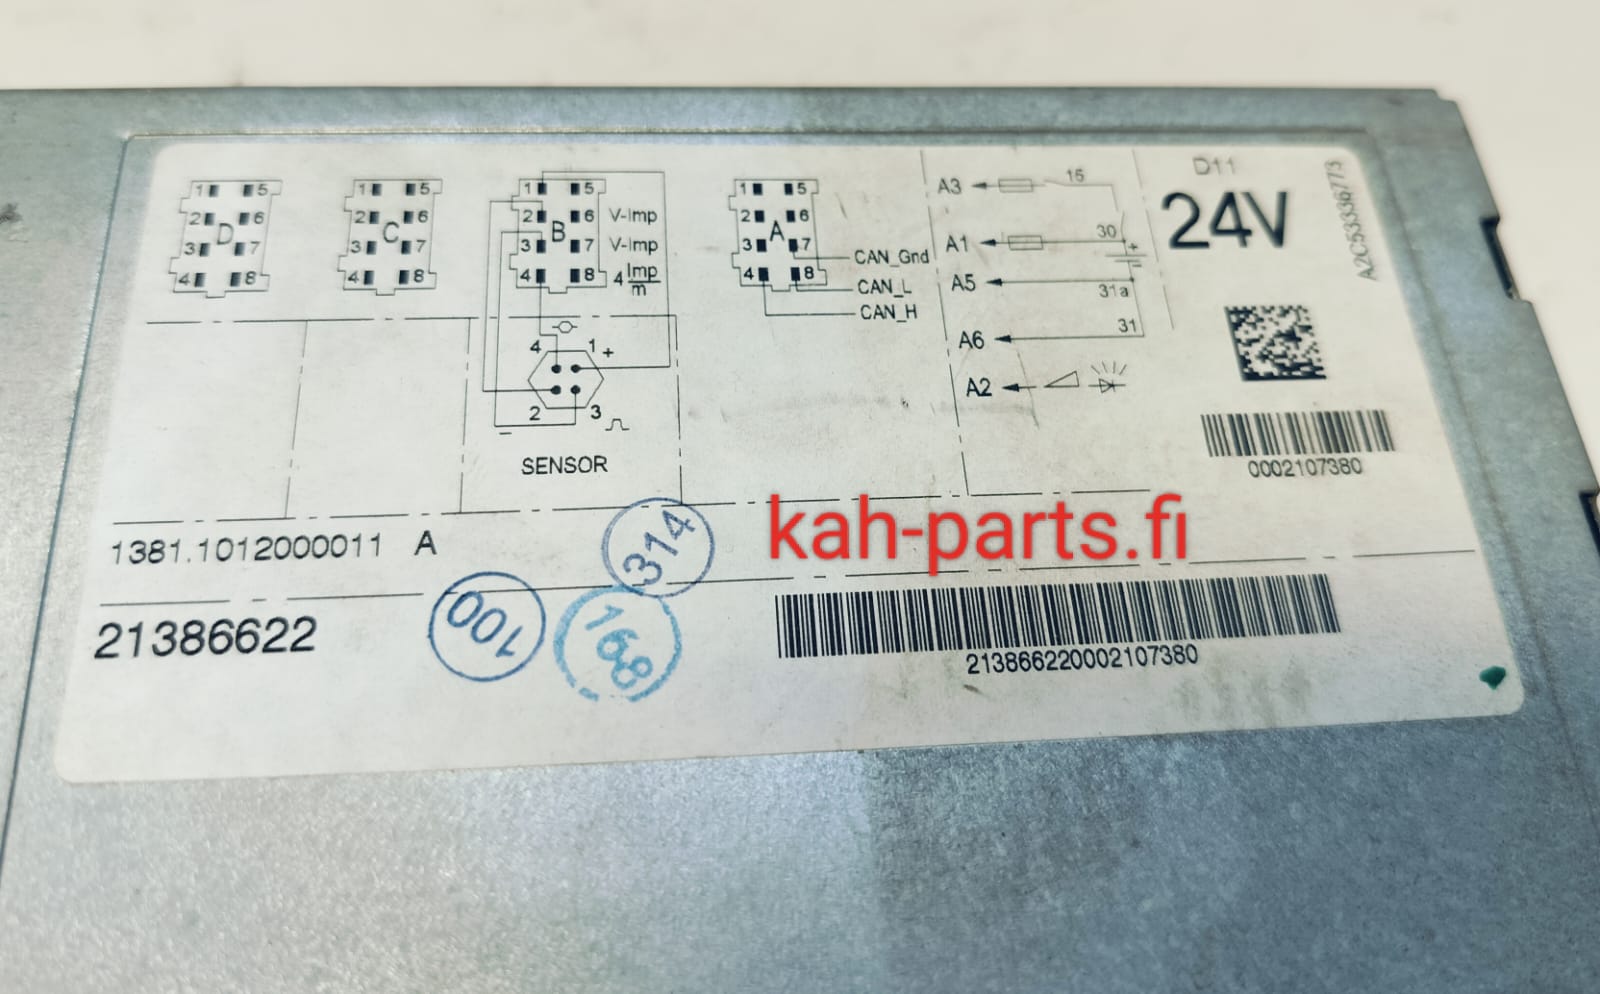 1 5
2 6
D
3 7
4 8
1 5
2 6
C
3 7
4 8
1 5
2 6 V-Imp
B
3 7 V-Imp
4 8 4 Imp/m
4 1 +
2 3
-
SENSOR
1 5
2 6
A
3 7
4 8
CAN_Gnd
CAN_L
CAN_H
A3 15
A1 30
+
-
A5 31a
A6 31
A2
D11
24V
A2C53336773
0002107380
1381.1012000011 A
314
kah-parts.fi
21386622
100
168
213866220002107380